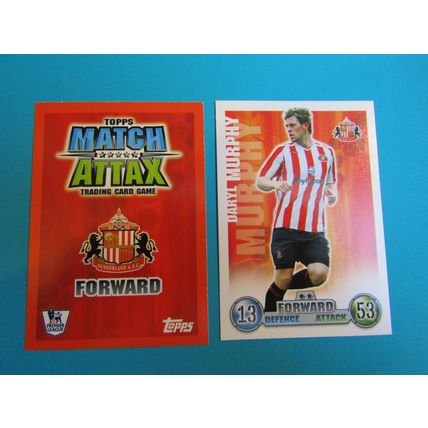 TOPPS
MATCH
ATTAX
TRADING CARD GAME
SUNDERLAND A.F.C.
FORWARD
PREMIER
LEAGUE
topps
DARYL MURPHY
MURPHY
boylesports
13
FORWARD
DEFENCE
ATTACK
53